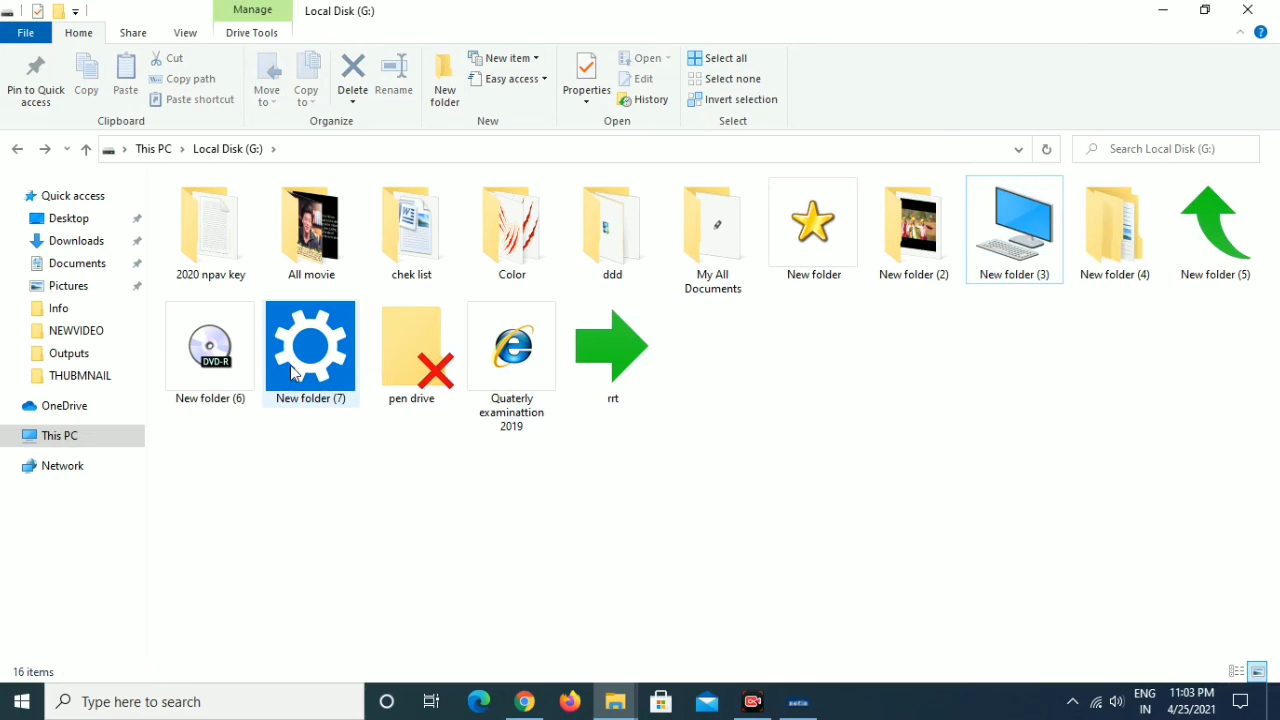 Manage
Local Disk (G:)
File
Home
Share
View
Drive Tools
Pin to Quick
access
Copy
Paste
Cut
Copy path
Paste shortcut
Clipboard
Move
to
Copy
to
Delete
Rename
Organize
New
folder
New item
Easy access
New
Properties
Open
Edit
History
Open
Select all
Select none
Invert selection
Select
This PC
Local Disk (G:)
Search Local Disk (G:)
Quick access
Desktop
Downloads
Documents
Pictures
Info
NEWVIDEO
Outputs
THUBMNAIL
OneDrive
This PC
Network
2020 npav key
All movie
chek list
Color
ddd
My All
Documents
New folder
New folder (2)
New folder (3)
New folder (4)
New folder (5)
DVD-R
New folder (6)
New folder (7)
pen drive
Quaterly
examinattion
2019
rrt
16 items
Type here to search
ENG
IN
11:03 PM
4/25/2021